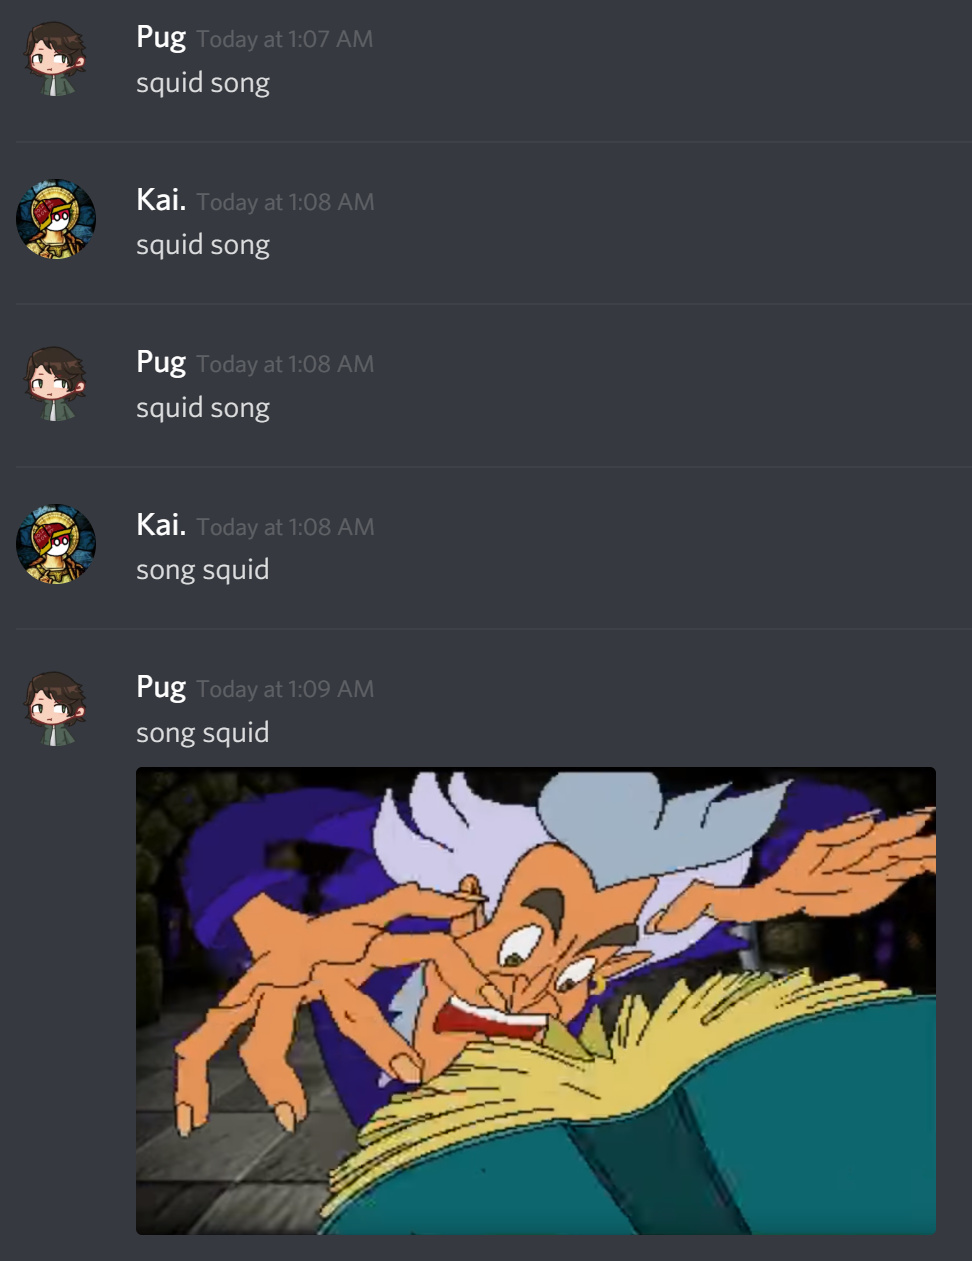 Pug Today at 1:07 AM
squid song
Kai. Today at 1:08 AM
squid song
Pug Today at 1:08 AM
squid song
Kai. Today at 1:08 AM
song squid
Pug Today at 1:09 AM
song squid